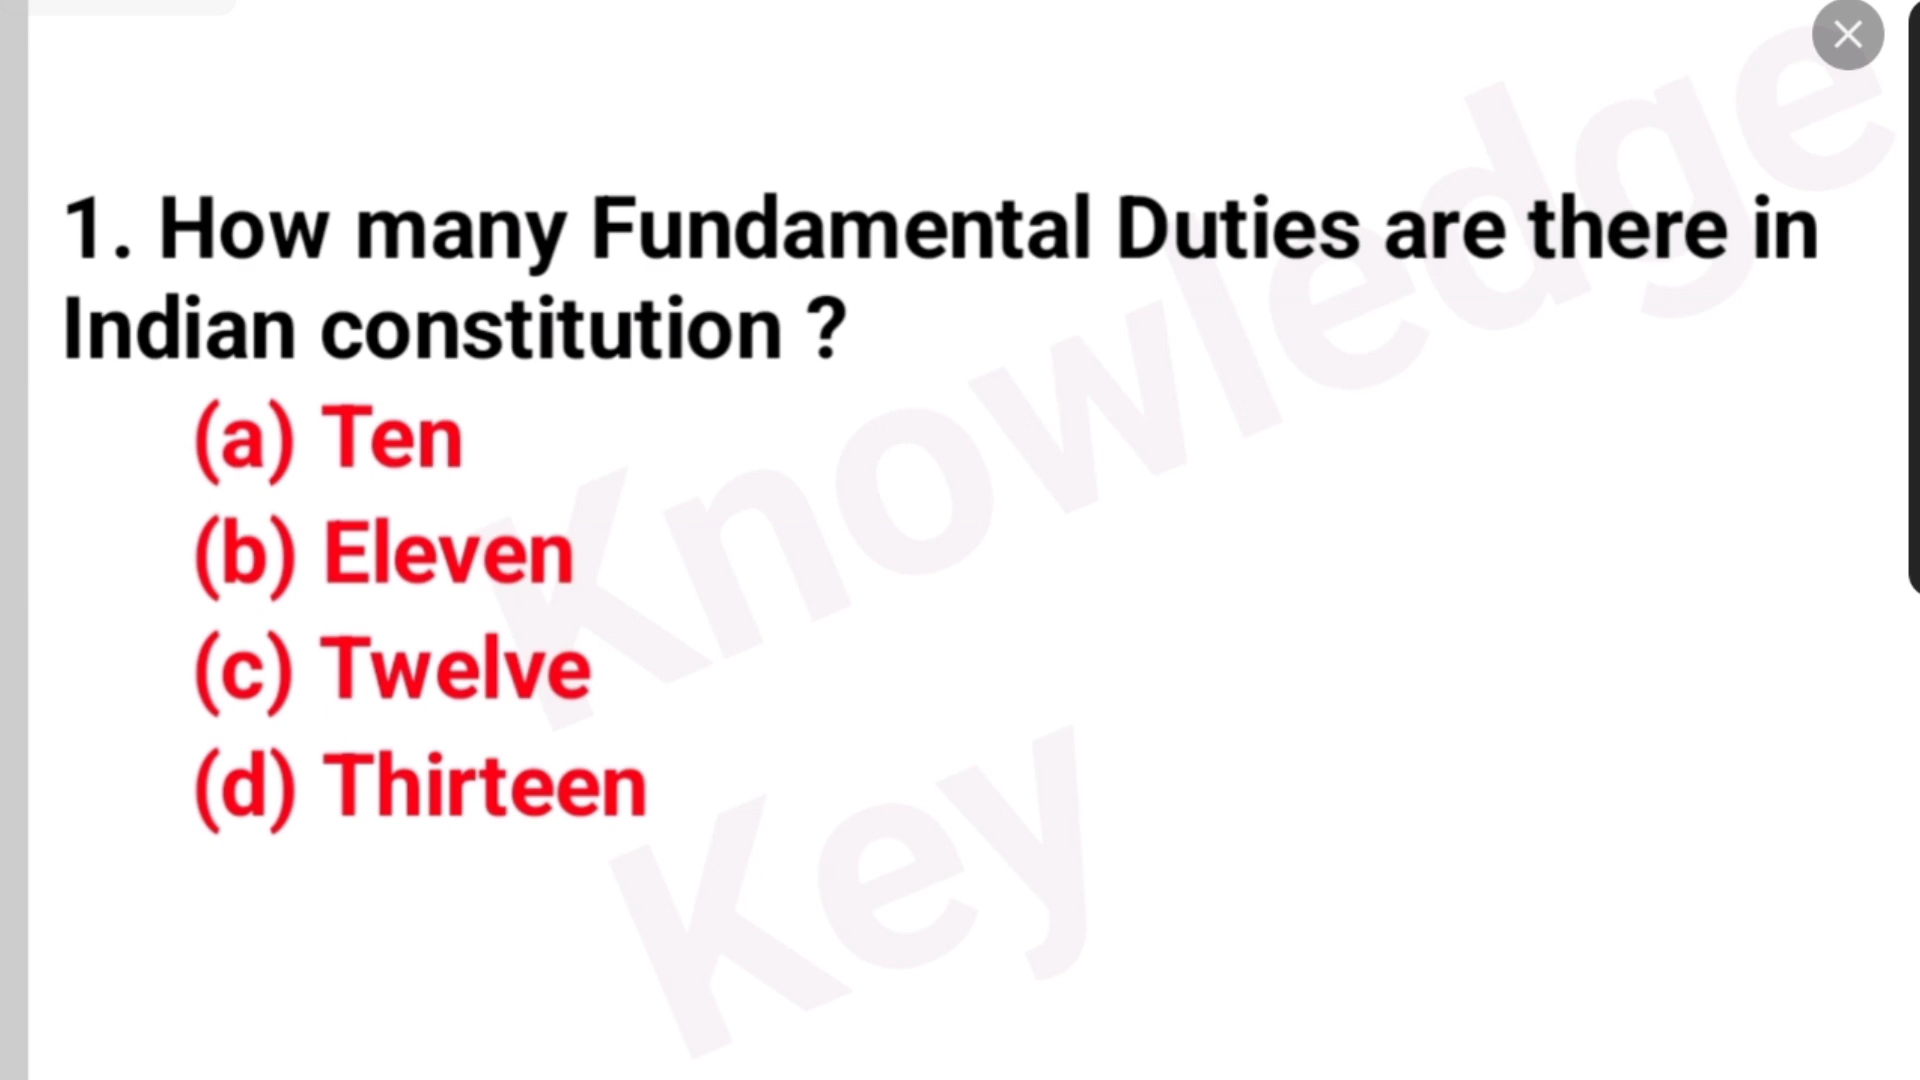 1. How many Fundamental Duties are there in
Indian constitution ?
(a) Ten
(b) Eleven
(c) Twelve
(d) Thirteen
Knowledge
Key